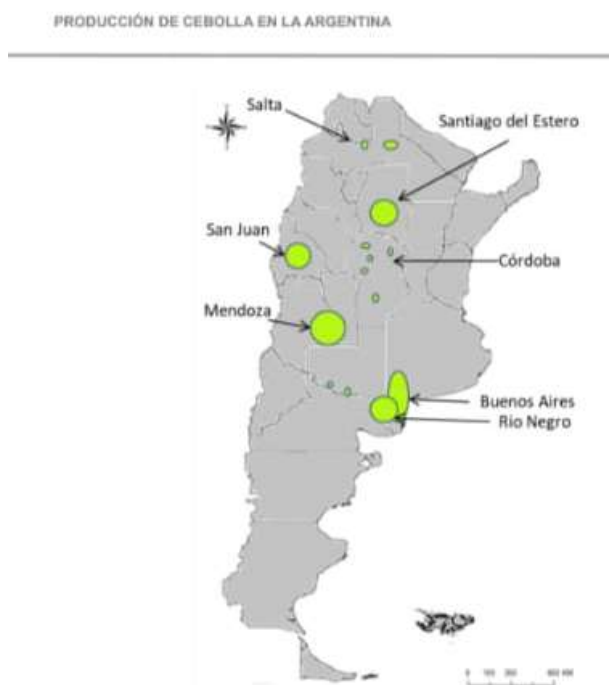 PRODUCCIÓN DE CEBOLLA EN LA ARGENTINA
Salta
Santiago del Estero
San Juan
Córdoba
Mendoza
Buenos Aires
Río Negro